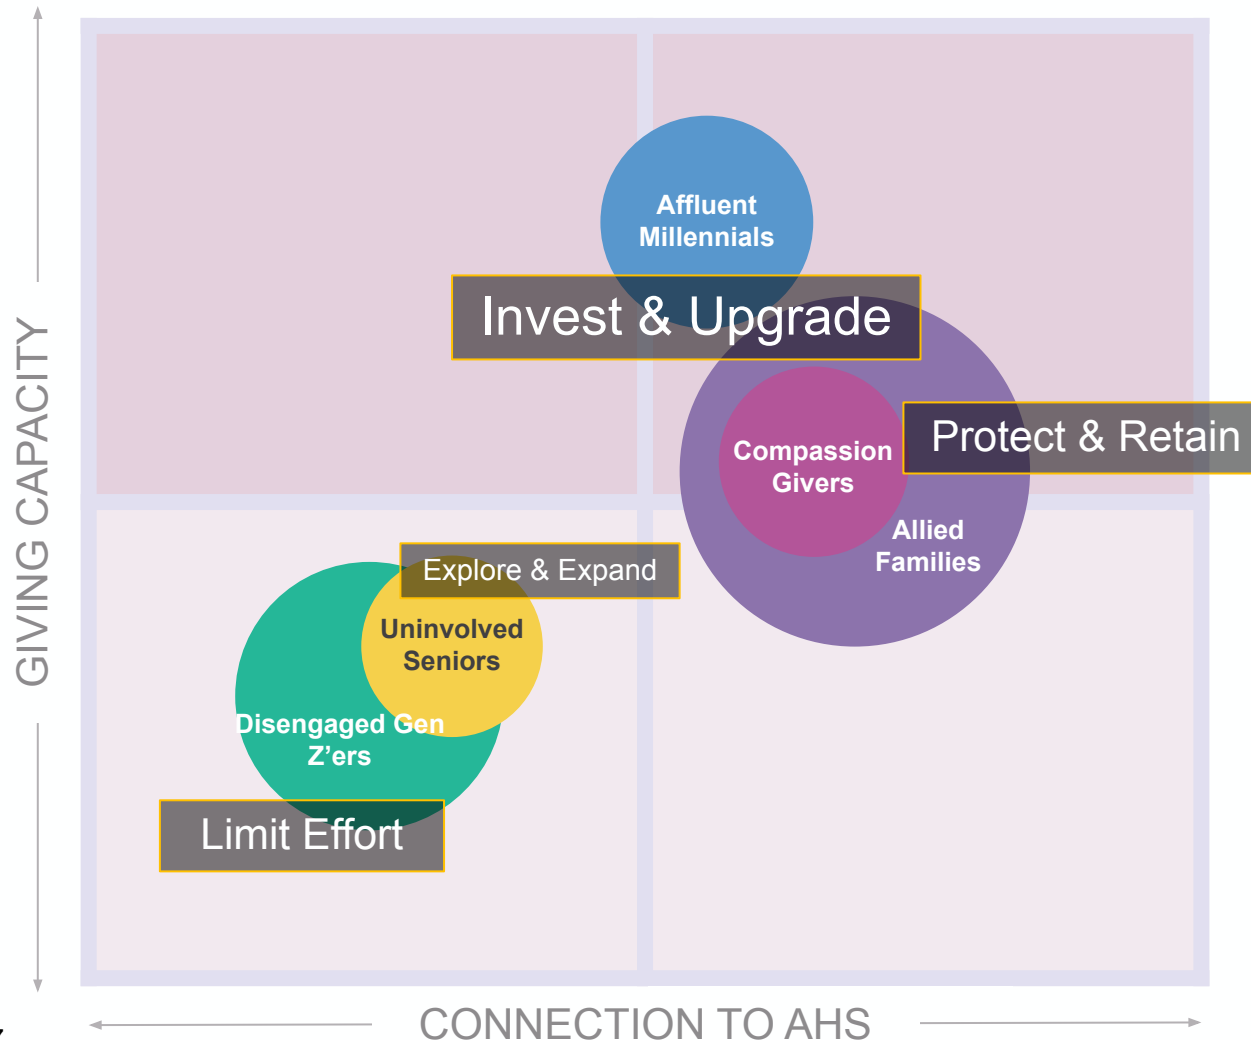 GIVING CAPACITY
Affluent
Millennials
Invest & Upgrade
Protect & Retain
Compassion
Givers
Allied
Families
Explore & Expand
Uninvolved
Seniors
Disengaged Gen
Z’ers
Limit Effort
CONNECTION TO AHS